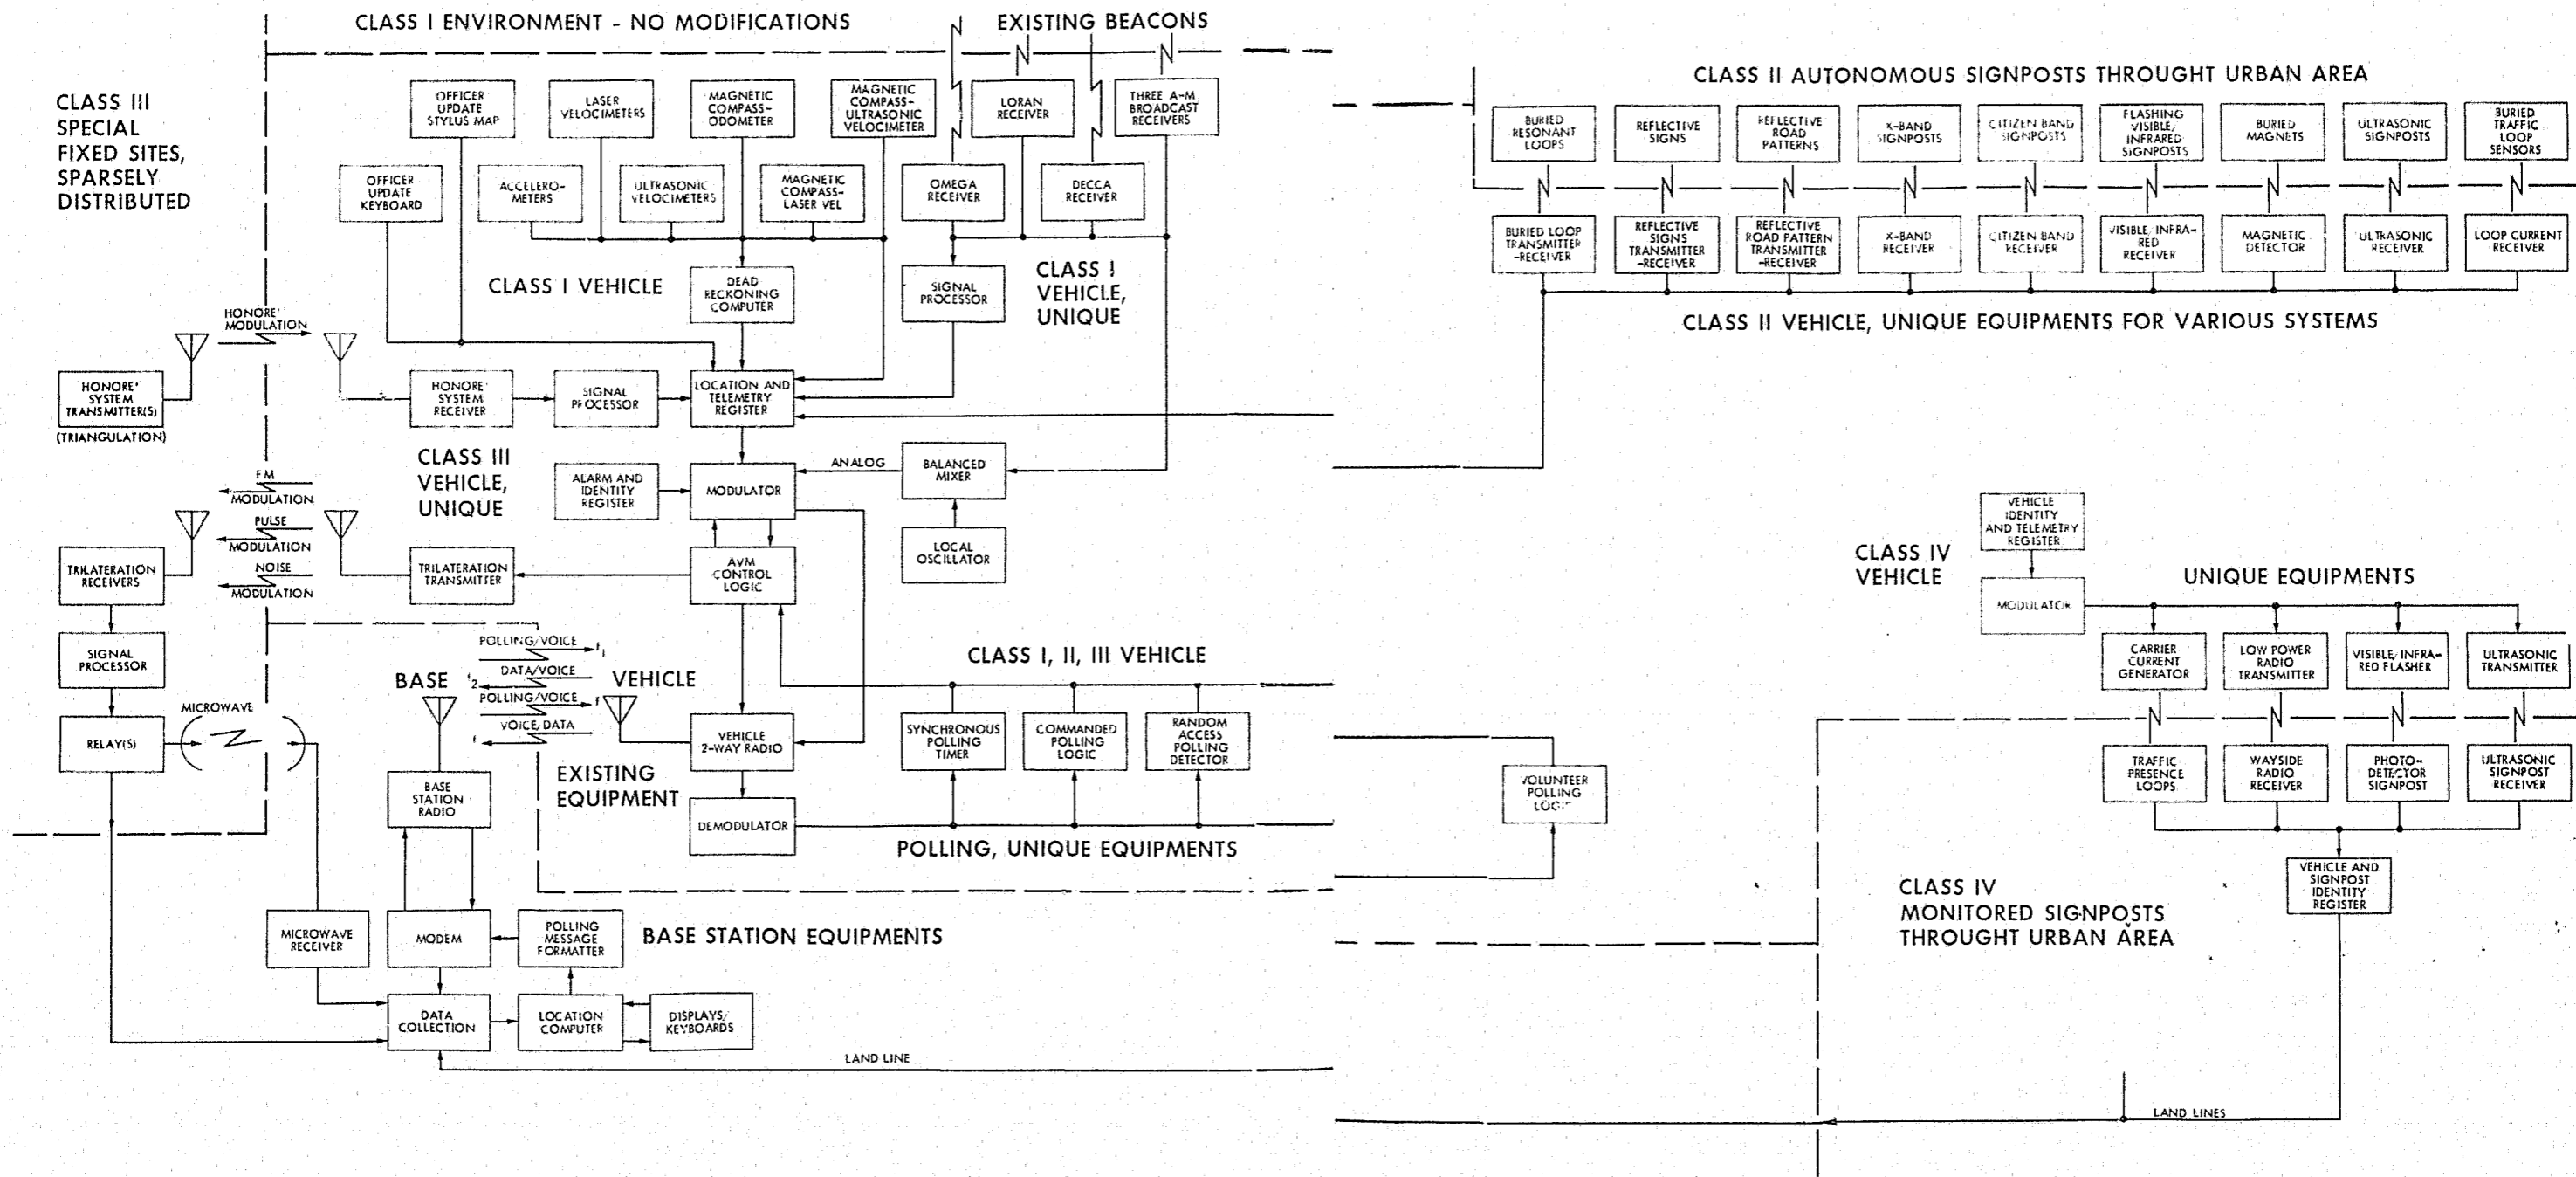 CLASS I ENVIRONMENT - NO MODIFICATIONS
EXISTING BEACONS
CLASS III
SPECIAL
FIXED SITES,
SPARSELY
DISTRIBUTED
OFFICER
UPDATE
STYLUS MAP
LASER
VELOCIMETERS
MAGNETIC
COMPASS-
ODOMETER
MAGNETIC
COMPASS-
ULTRASONIC
VELOCIMETER
LORAN
RECEIVER
THREE A-M
BROADCAST
RECEIVERS
OFFICER
UPDATE
KEYBOARD
ACCELERO-
METERS
ULTRASONIC
VELOCIMETERS
MAGNETIC
COMPASS-
LASER VEL
OMEGA
RECEIVER
DECCA
RECEIVER
CLASS I VEHICLE
DEAD
RECKONING
COMPUTER
SIGNAL
PROCESSOR
CLASS I
VEHICLE,
UNIQUE
HONORE'
MODULATION
HONORE'
SYSTEM
TRANSMITTER(S)
(TRIANGULATION)
HONORE'
SYSTEM
RECEIVER
SIGNAL
PROCESSOR
LOCATION AND
TELEMETRY
REGISTER
CLASS III
VEHICLE,
UNIQUE
ALARM AND
IDENTITY
REGISTER
MODULATOR
ANALOG
BALANCED
MIXER
LOCAL
OSCILLATOR
FM
MODULATION
PULSE
MODULATION
NOISE
MODULATION
TRILATERATION
RECEIVERS
TRILATERATION
TRANSMITTER
AVM
CONTROL
LOGIC
SIGNAL
PROCESSOR
RELAY(S)
MICROWAVE
BASE
POLLING/VOICE
f1
DATA/VOICE
f2
POLLING/VOICE
f
VOICE/DATA
f
VEHICLE
CLASS I, II, III VEHICLE
VEHICLE
2-WAY RADIO
SYNCHRONOUS
POLLING
TIMER
COMMANDED
POLLING
LOGIC
RANDOM
ACCESS
POLLING
DETECTOR
BASE
STATION
RADIO
EXISTING
EQUIPMENT
DEMODULATOR
POLLING, UNIQUE EQUIPMENTS
MICROWAVE
RECEIVER
MODEM
POLLING
MESSAGE
FORMATTER
BASE STATION EQUIPMENTS
DATA
COLLECTION
LOCATION
COMPUTER
DISPLAYS/
KEYBOARDS
LAND LINE
CLASS II AUTONOMOUS SIGNPOSTS THROUGHT URBAN AREA
BURIED
RESONANT
LOOPS
REFLECTIVE
SIGNS
REFLECTIVE
ROAD
PATTERNS
X-BAND
SIGNPOSTS
CITIZEN BAND
SIGNPOSTS
FLASHING
VISIBLE/
INFRARED
SIGNPOSTS
BURIED
MAGNETS
ULTRASONIC
SIGNPOSTS
BURIED
TRAFFIC
LOOP
SENSORS
BURIED LOOP
TRANSMITTER
-RECEIVER
REFLECTIVE
SIGNS
TRANSMITTER
-RECEIVER
REFLECTIVE
ROAD PATTERN
TRANSMITTER
-RECEIVER
X-BAND
RECEIVER
CITIZEN BAND
RECEIVER
VISIBLE/INFRA-
RED
RECEIVER
MAGNETIC
DETECTOR
ULTRASONIC
RECEIVER
LOOP CURRENT
RECEIVER
CLASS II VEHICLE, UNIQUE EQUIPMENTS FOR VARIOUS SYSTEMS
VOLUNTEER
POLLING
LOGIC
CLASS IV
VEHICLE
VEHICLE
IDENTITY
AND TELEMETRY
REGISTER
MODULATOR
UNIQUE EQUIPMENTS
CARRIER
CURRENT
GENERATOR
LOW POWER
RADIO
TRANSMITTER
VISIBLE/INFRA-
RED FLASHER
ULTRASONIC
TRANSMITTER
TRAFFIC
PRESENCE
LOOPS
WAYSIDE
RADIO
RECEIVER
PHOTO-
DETECTOR
SIGNPOST
ULTRASONIC
SIGNPOST
RECEIVER
VEHICLE AND
SIGNPOST
IDENTITY
REGISTER
CLASS IV
MONITORED SIGNPOSTS
THROUGHT URBAN AREA
LAND LINES